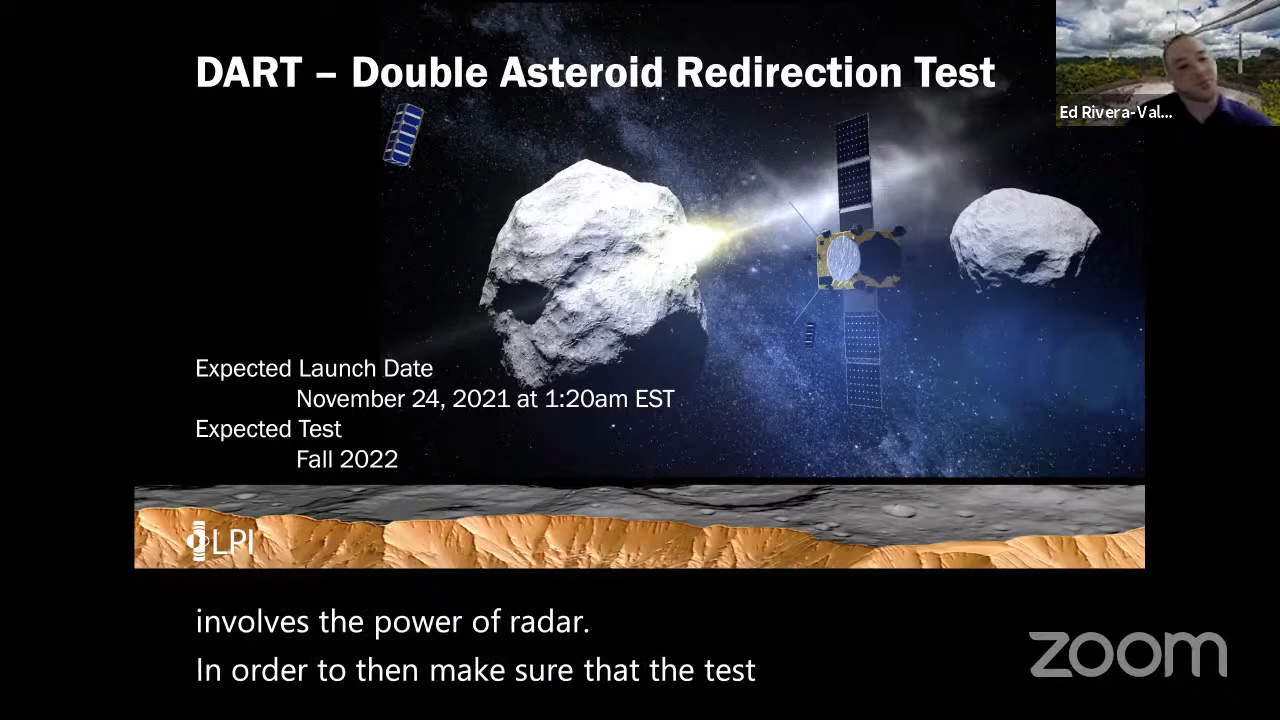 DART – Double Asteroid Redirection Test
Ed Rivera-Val...
Expected Launch Date
November 24, 2021 at 1:20am EST
Expected Test
Fall 2022
LPI
involves the power of radar.
In order to then make sure that the test
zoom